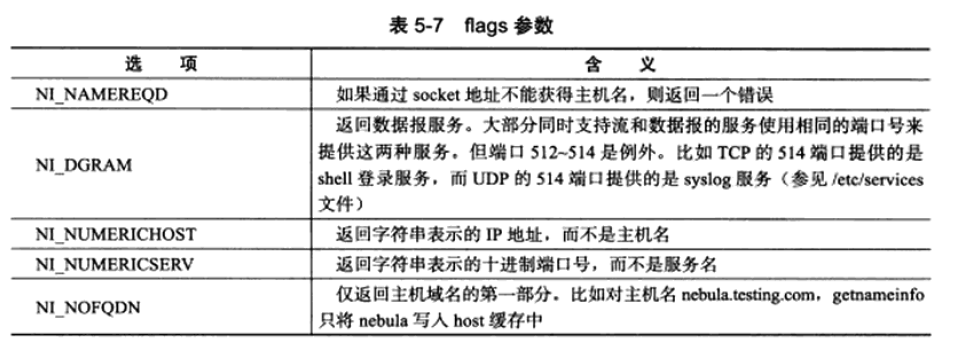 表 5-7 flags 参数
选 项 含 义
NI_NAMEREQD 如果通过 socket 地址不能获得主机名，则返回一个错误
返回数据报服务。大部分同时支持流和数据报的服务使用相同的端口号来
提供这两种服务。但端口 512~514 是例外。比如 TCP 的 514 端口提供的是
NI_DGRAM
shell 登录服务，而 UDP 的 514 端口提供的是 syslog 服务（参见 /etc/services
文件）
NI_NUMERICHOST 返回字符串表示的 IP 地址，而不是主机名
NI_NUMERICSERV 返回字符串表示的十进制端口号，而不是服务名
NI_NOFQDN
仅返回主机域名的第一部分。比如对主机名 nebula.testing.com，getnameinfo
只将 nebula 写入 host 缓存中